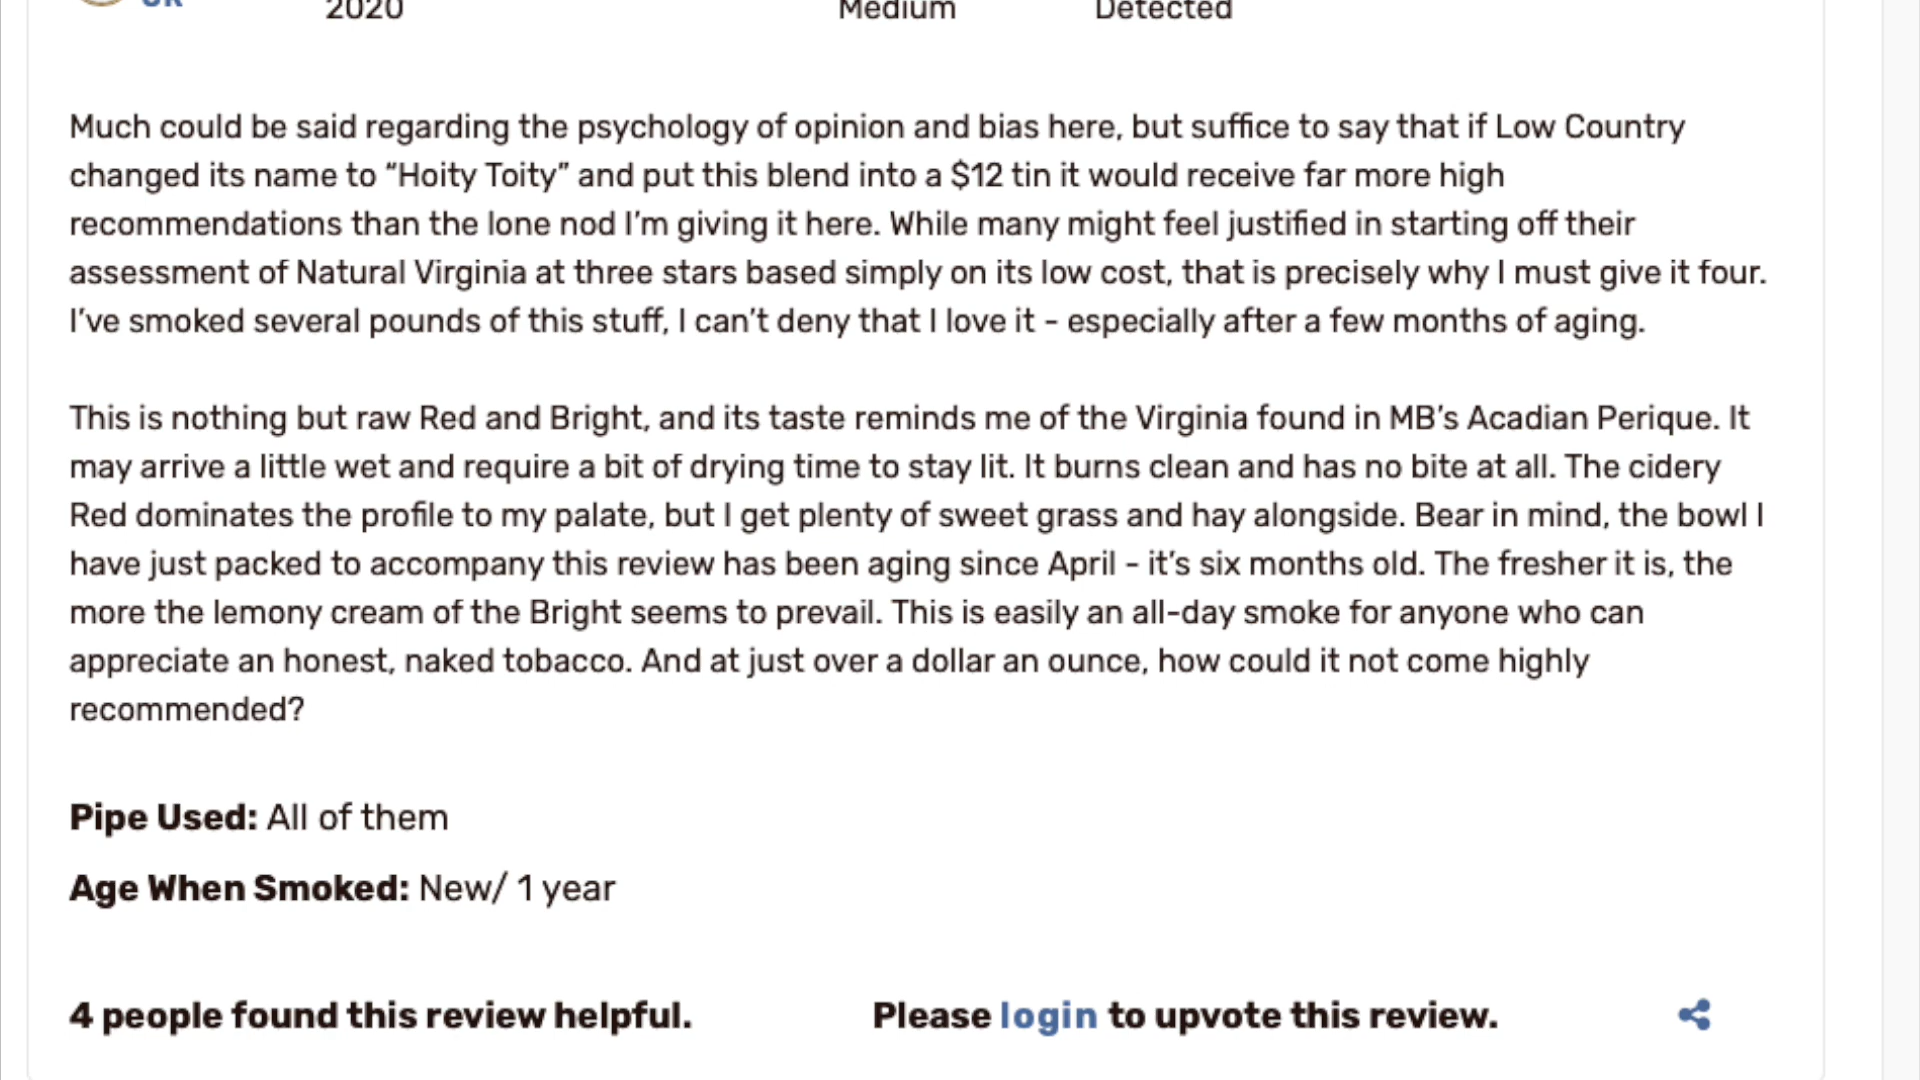 2020 Medium Detected
Much could be said regarding the psychology of opinion and bias here, but suffice to say that if Low Country
changed its name to “Hoity Toity” and put this blend into a $12 tin it would receive far more high
recommendations than the lone nod I’m giving it here. While many might feel justified in starting off their
assessment of Natural Virginia at three stars based simply on its low cost, that is precisely why I must give it four.
I’ve smoked several pounds of this stuff, I can’t deny that I love it - especially after a few months of aging.
This is nothing but raw Red and Bright, and its taste reminds me of the Virginia found in MB’s Acadian Perique. It
may arrive a little wet and require a bit of drying time to stay lit. It burns clean and has no bite at all. The cidery
Red dominates the profile to my palate, but I get plenty of sweet grass and hay alongside. Bear in mind, the bowl I
have just packed to accompany this review has been aging since April - it’s six months old. The fresher it is, the
more the lemony cream of the Bright seems to prevail. This is easily an all-day smoke for anyone who can
appreciate an honest, naked tobacco. And at just over a dollar an ounce, how could it not come highly
recommended?
Pipe Used: All of them
Age When Smoked: New/ 1 year
4 people found this review helpful. Please login to upvote this review.